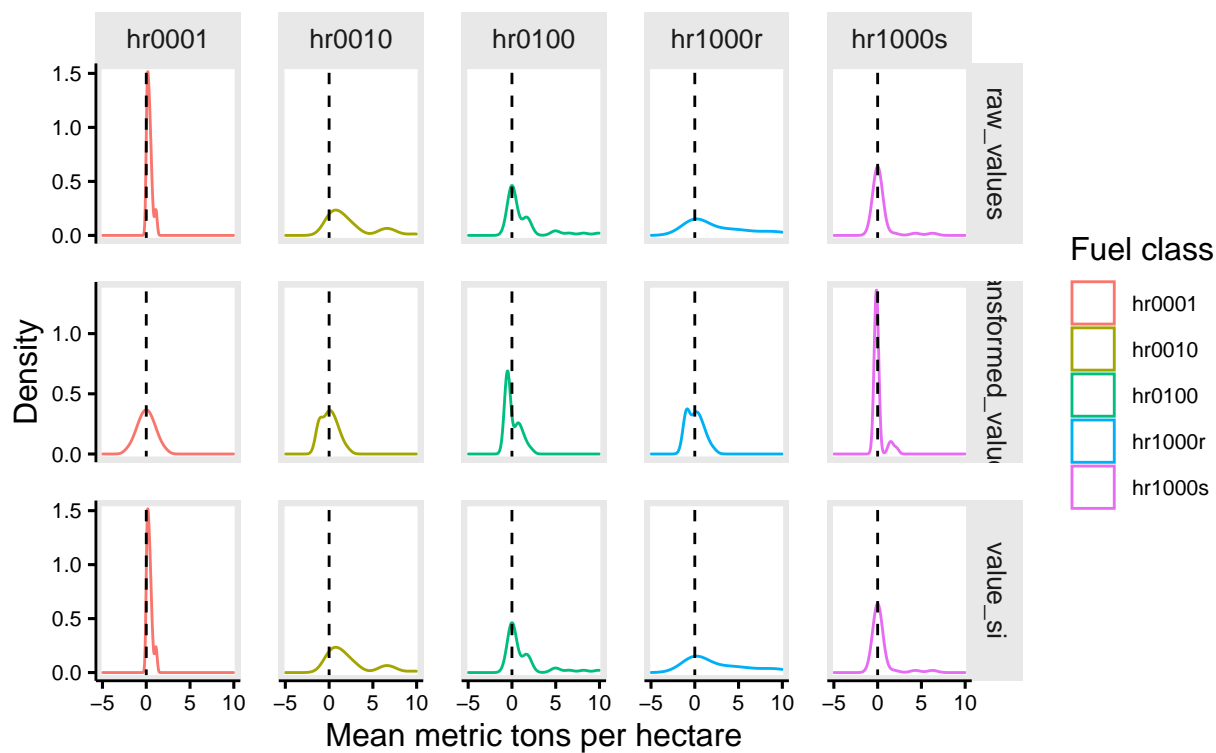 hr0001 hr0010 hr0100 hr1000r hr1000s
1.5
1.0
0.5
0.0
raw_values
1.0
0.5
0.0
ansformed_value
1.5
1.0
0.5
0.0
value_si
−5 0 5 10 −5 0 5 10 −5 0 5 10 −5 0 5 10 −5 0 5 10
Mean metric tons per hectare
Density
Fuel class
hr0001
hr0010
hr0100
hr1000r
hr1000s